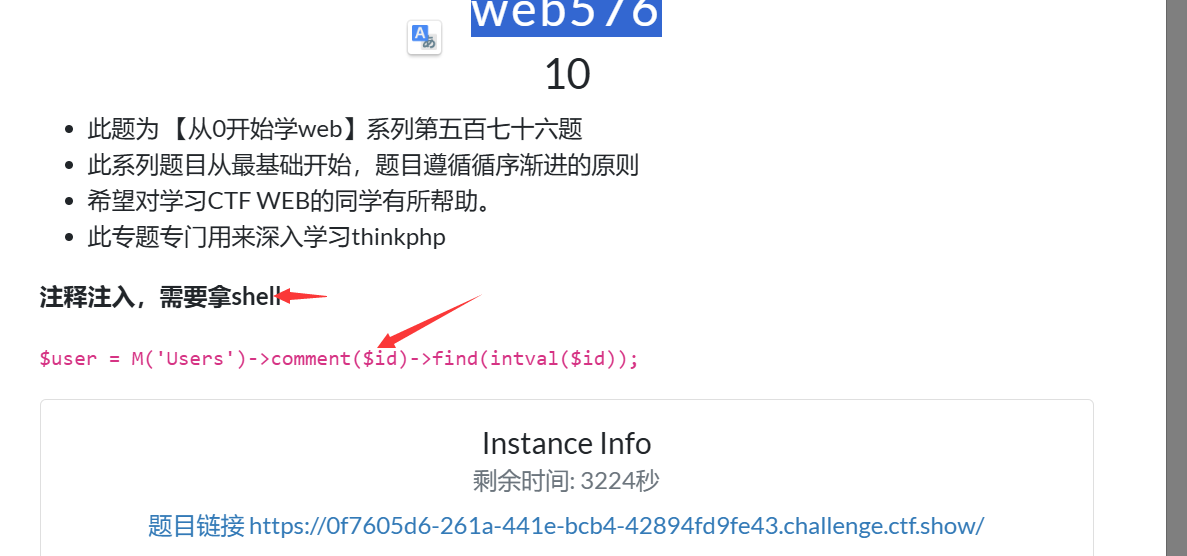 web576
10
此题为 【从0开始学web】系列第五百七十六题
此系列题目从最基础开始，题目遵循循序渐进的原则
希望对学习CTF WEB的同学有所帮助。
此专题专门用来深入学习thinkphp
注释注入，需要拿shell
$user = M('Users')->comment($id)->find(intval($id));
Instance Info
剩余时间: 3224秒
题目链接 https://0f7605d6-261a-441e-bcb4-42894fd9fe43.challenge.ctf.show/